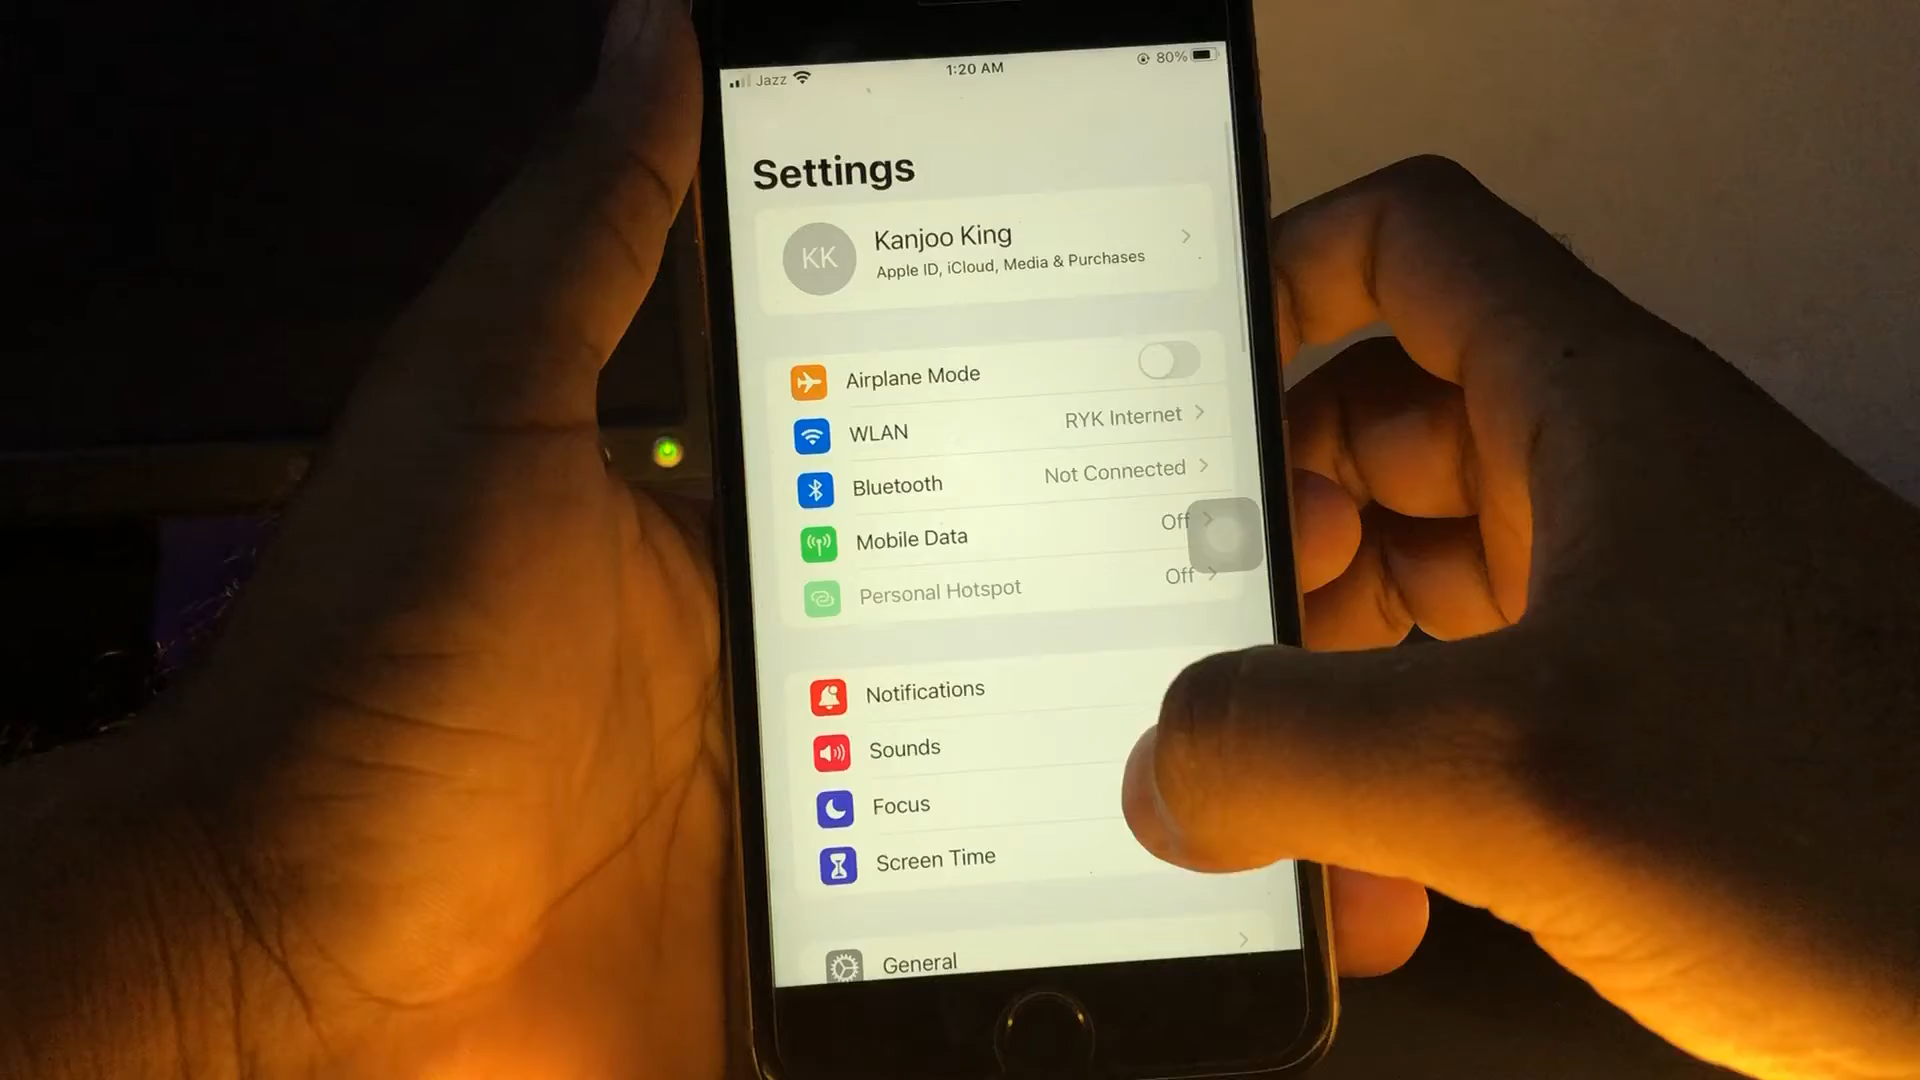 Jazz
1:20 AM
80%
Settings
KK
Kanjoo King
Apple ID, iCloud, Media & Purchases
Airplane Mode
WLAN
RYK Internet
Bluetooth
Not Connected
Mobile Data
Off
Personal Hotspot
Off
Notifications
Sounds
Focus
Screen Time
General